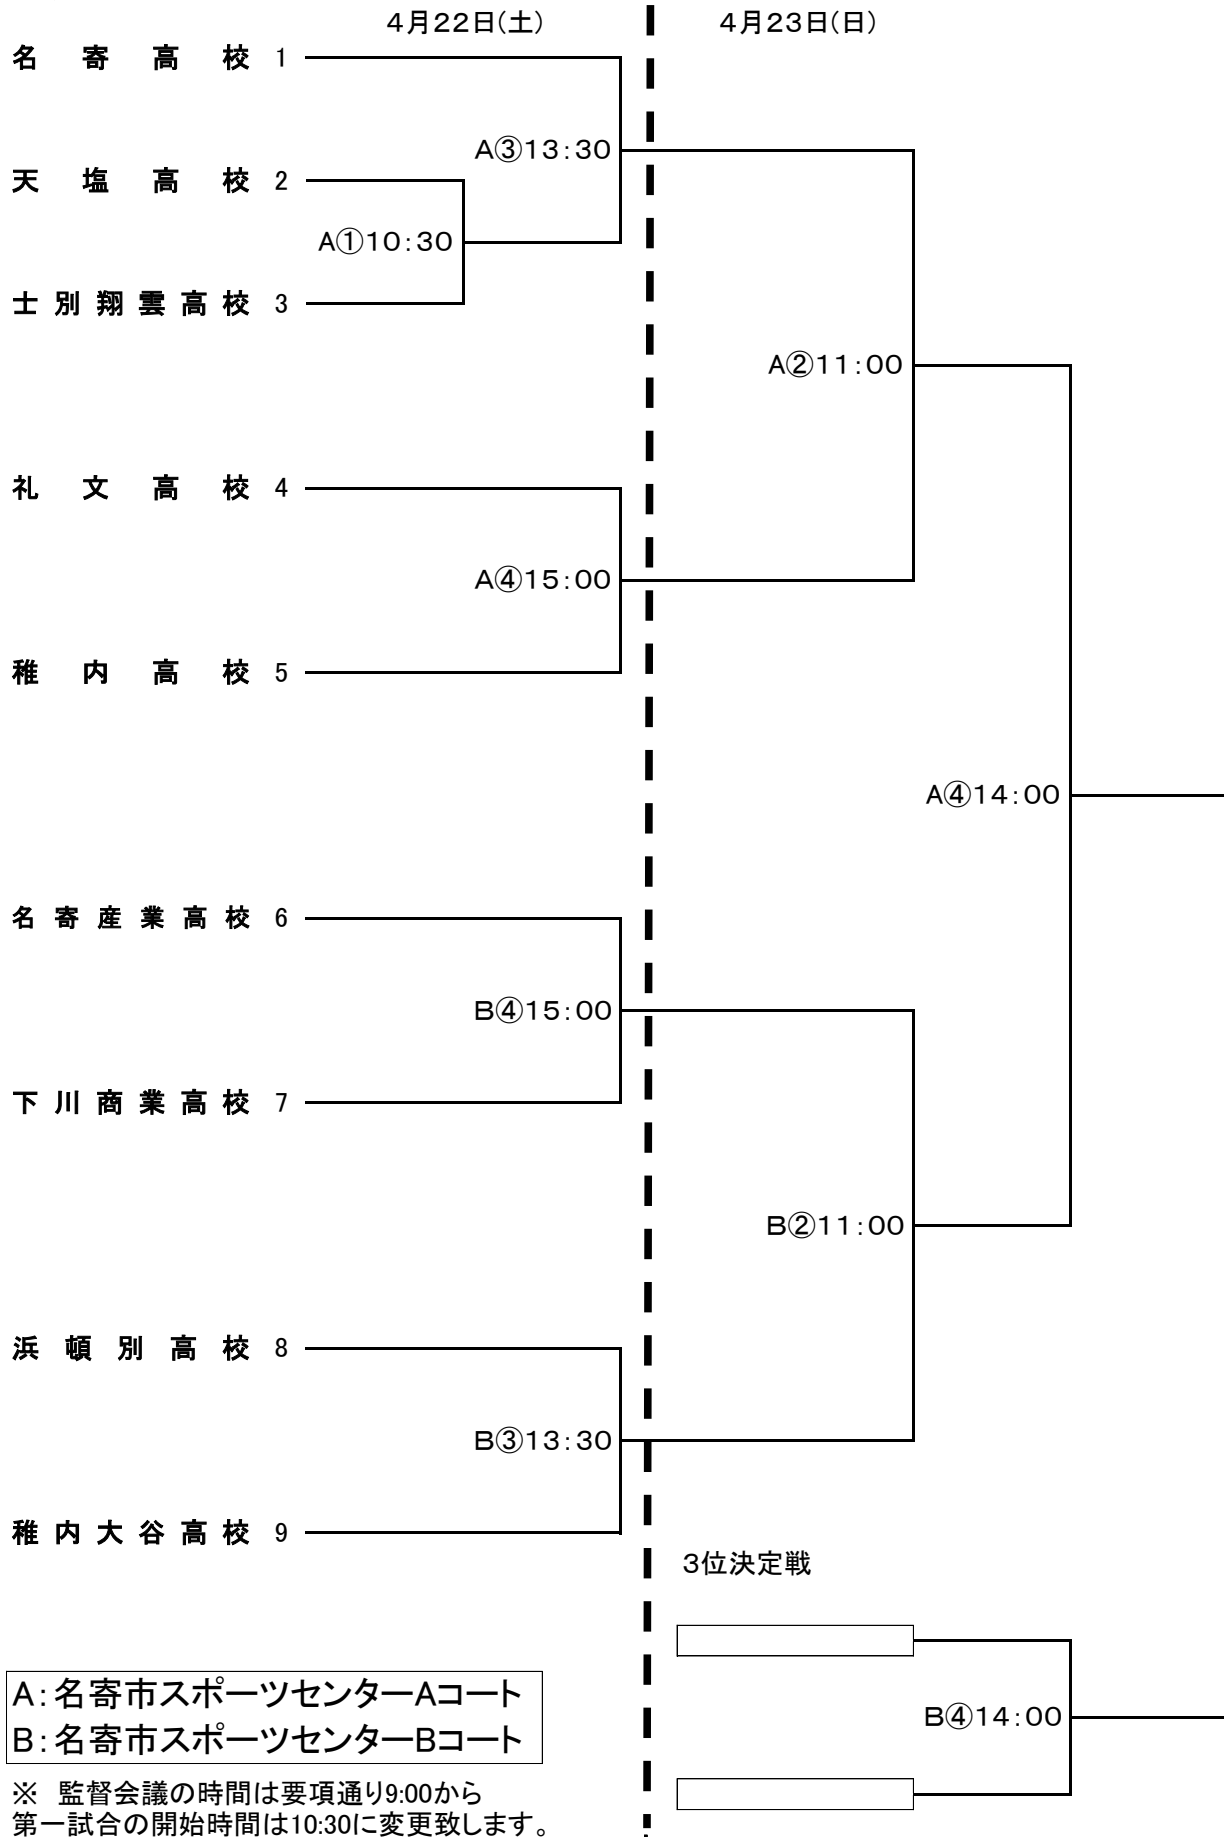 ４月２２日(土)
４月２３日(日)
名寄高校 1
A③１３：３０
天塩高校 2
A①１０：３０
士別翔雲高校 3
A②１１：００
礼文高校 4
A④１５：００
稚内高校 5
A④１４：００
名寄産業高校 6
B④１５：００
下川商業高校 7
B②１１：００
浜頓別高校 8
B③１３：３０
稚内大谷高校 9
３位決定戦
A：名寄市スポーツセンターAコート
B：名寄市スポーツセンターBコート
B④１４：００
※　監督会議の時間は要項通り9:00から
第一試合の開始時間は10:30に変更致します。